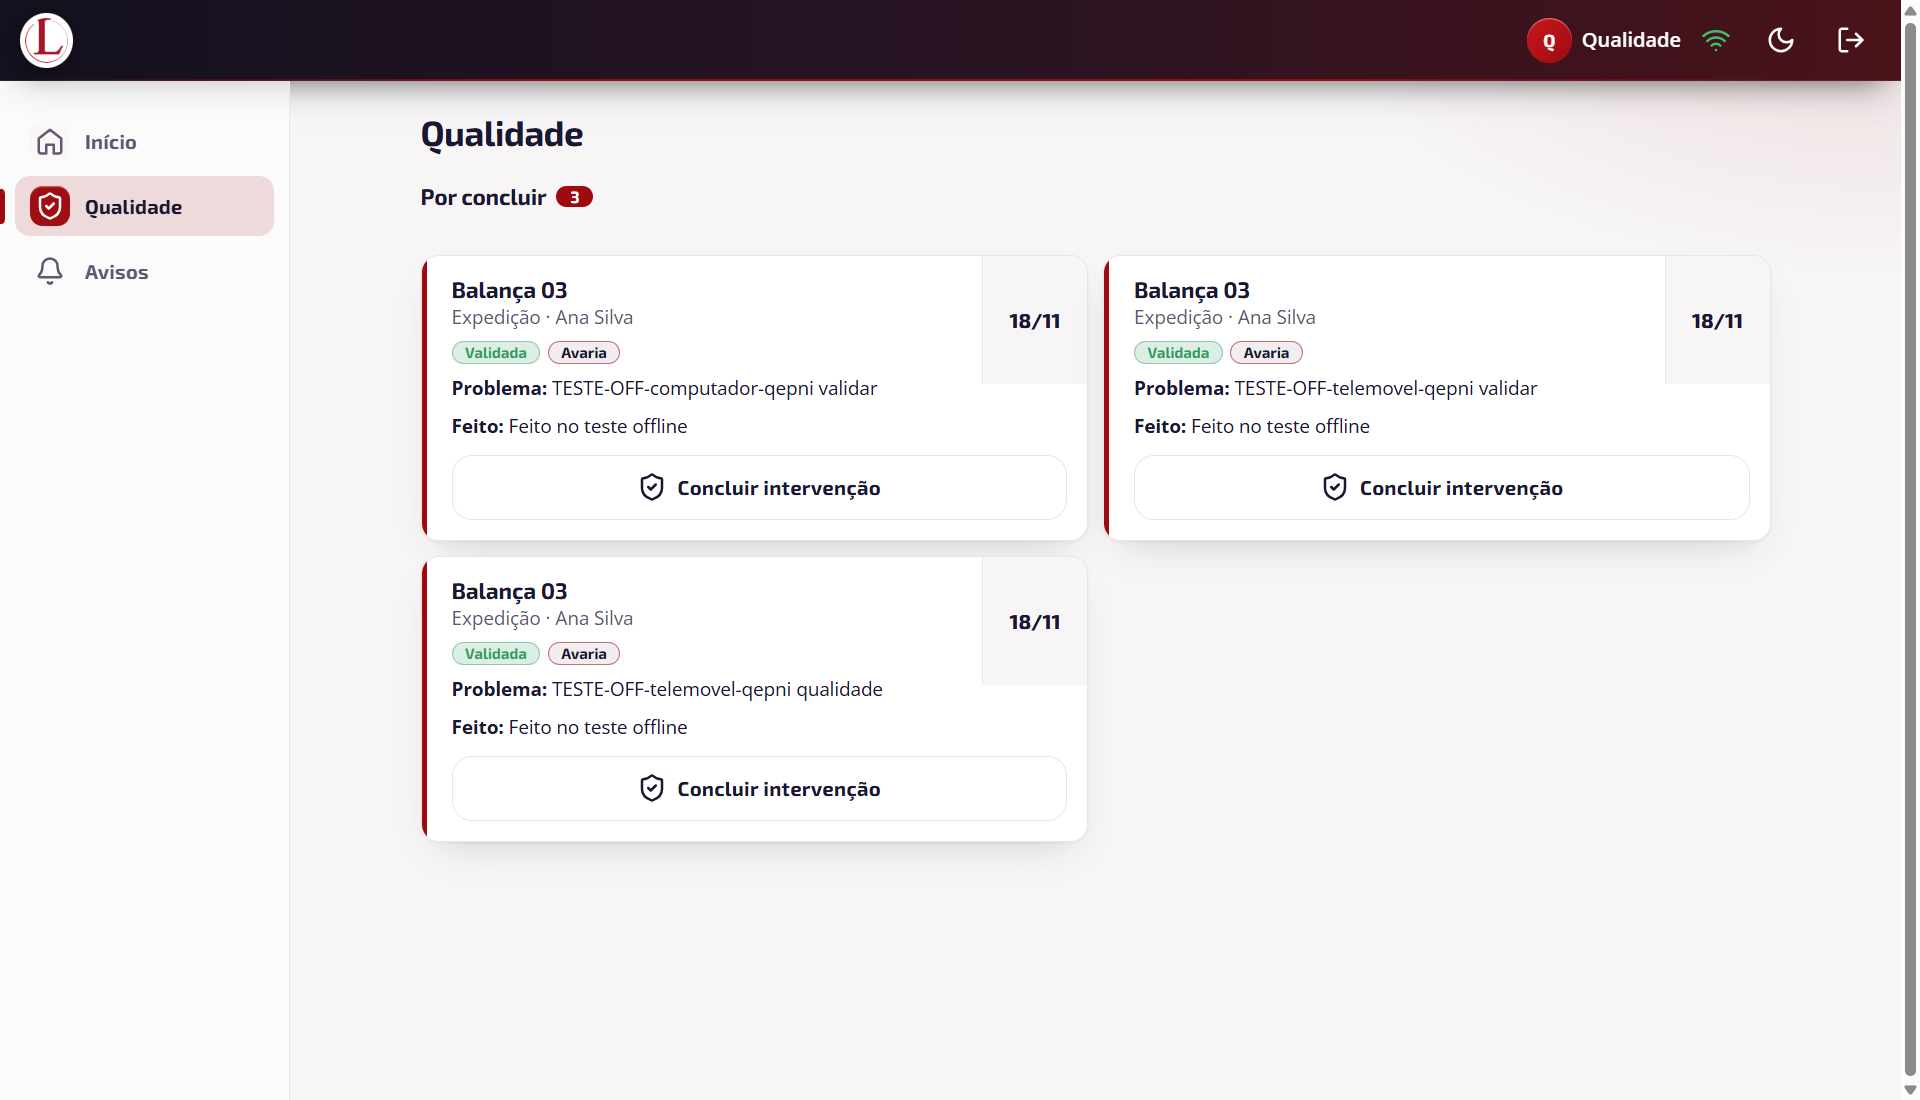 L
Q Qualidade
Início
Qualidade
Avisos
Qualidade
Por concluir 3
Balança 03
Expedição · Ana Silva
18/11
Validada Avaria
Problema: TESTE-OFF-computador-qepni validar
Feito: Feito no teste offline
Concluir intervenção
Balança 03
Expedição · Ana Silva
18/11
Validada Avaria
Problema: TESTE-OFF-telemovel-qepni validar
Feito: Feito no teste offline
Concluir intervenção
Balança 03
Expedição · Ana Silva
18/11
Validada Avaria
Problema: TESTE-OFF-telemovel-qepni qualidade
Feito: Feito no teste offline
Concluir intervenção